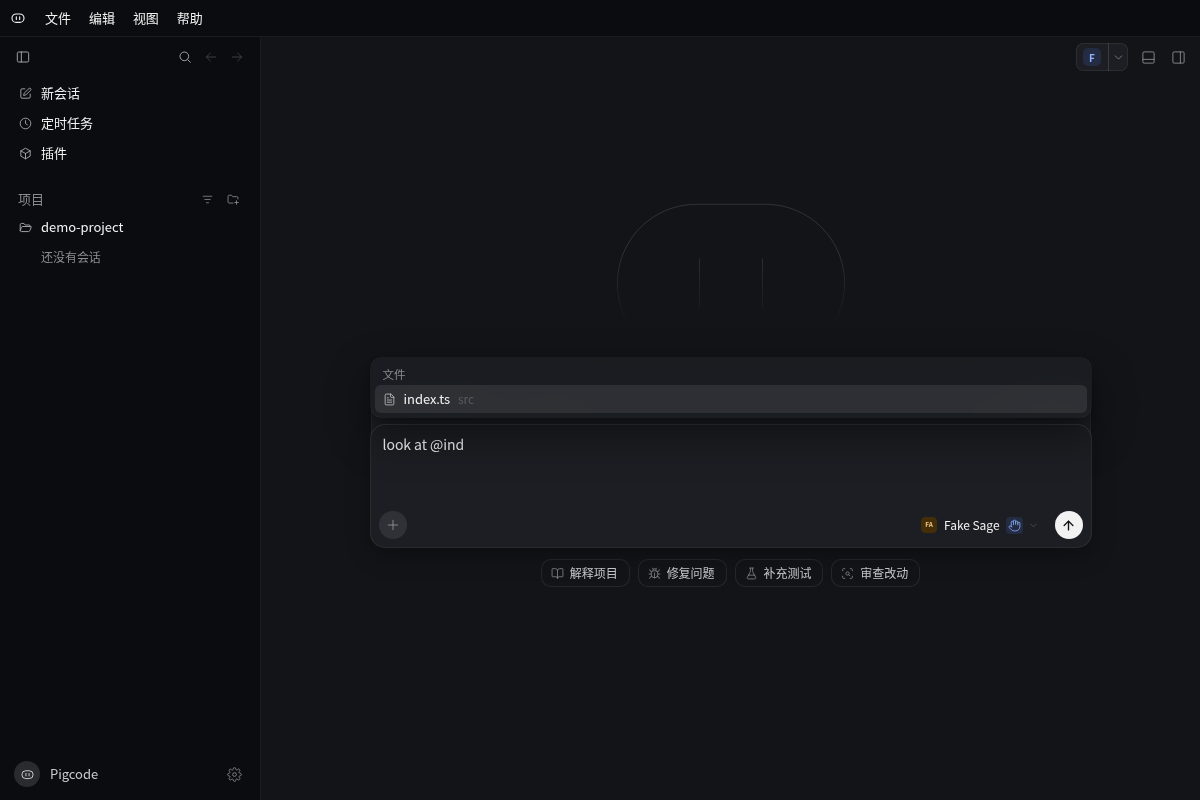 文件 编辑 视图 帮助
F
新会话
定时任务
插件
项目
demo-project
还没有会话
文件
index.ts src
look at @ind
FA Fake Sage
解释项目 修复问题 补充测试 审查改动
Pigcode